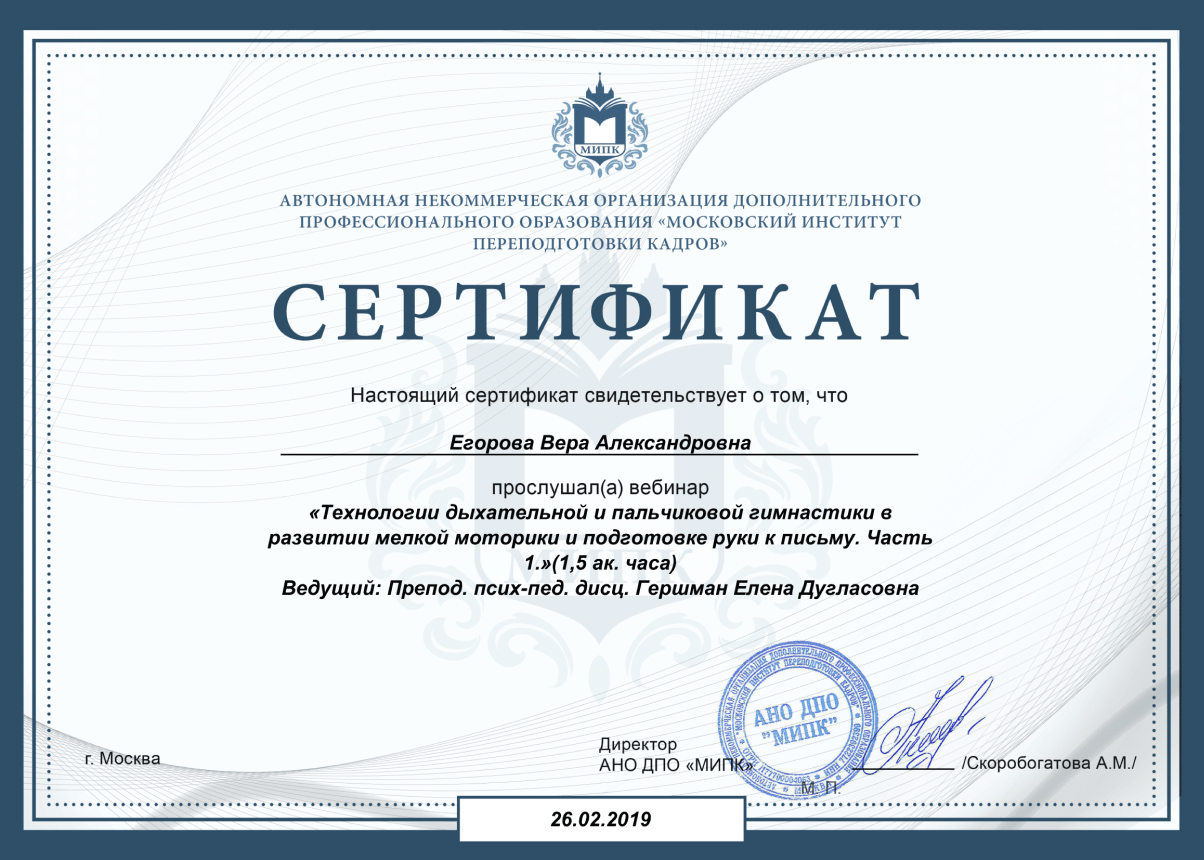 МИПК
АВТОНОМНАЯ НЕКОММЕРЧЕСКАЯ ОРГАНИЗАЦИЯ ДОПОЛНИТЕЛЬНОГО
ПРОФЕССИОНАЛЬНОГО ОБРАЗОВАНИЯ «МОСКОВСКИЙ ИНСТИТУТ
ПЕРЕПОДГОТОВКИ КАДРОВ»
СЕРТИФИКАТ
Настоящий сертификат свидетельствует о том, что
Егорова Вера Александровна
прослушал(а) вебинар
«Технологии дыхательной и пальчиковой гимнастики в
развитии мелкой моторики и подготовке руки к письму. Часть
1.»(1,5 ак. часа)
Ведущий: Препод. псих-пед. дисц. Гершман Елена Дугласовна
МИПК
АНО ДПО
"МИПК"
г. Москва
Директор
АНО ДПО «МИПК»
/Скоробогатова А.М./
М. П.
26.02.2019